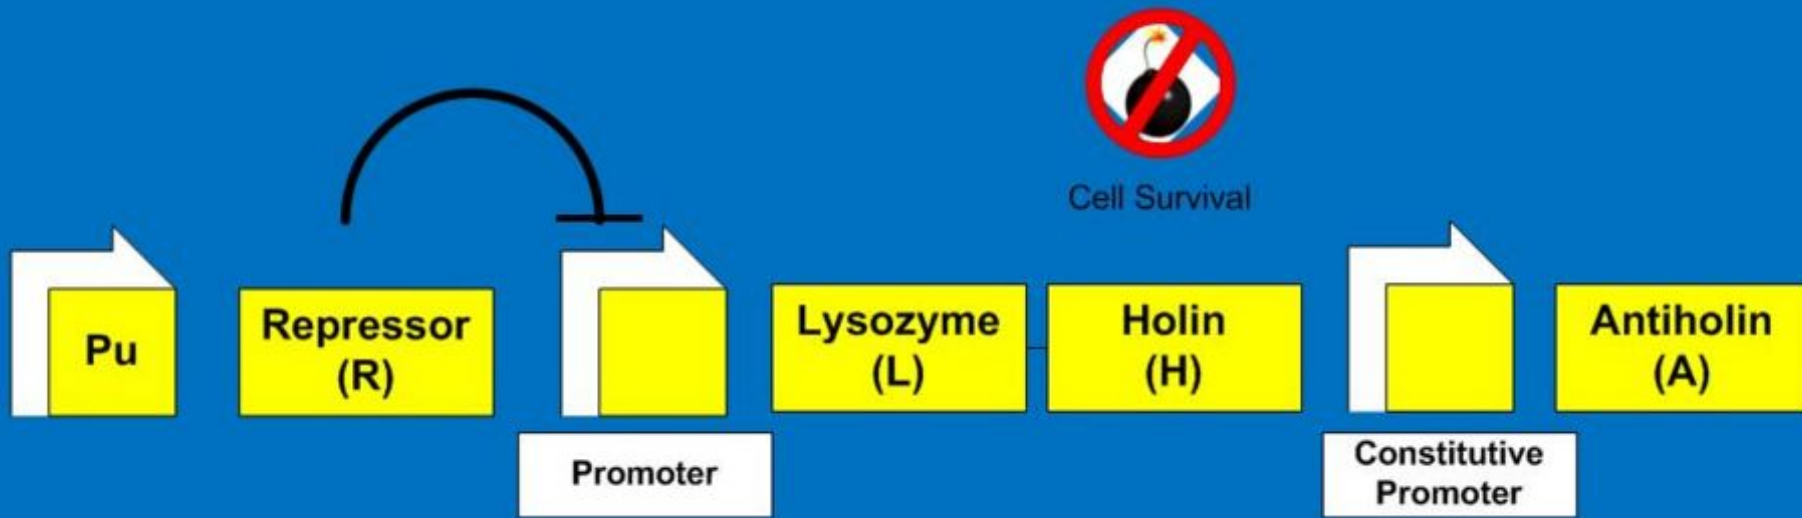 Cell Survival
Pu
Repressor
(R)
Lysozyme
(L)
Holin
(H)
Antiholin
(A)
Promoter
Constitutive
Promoter